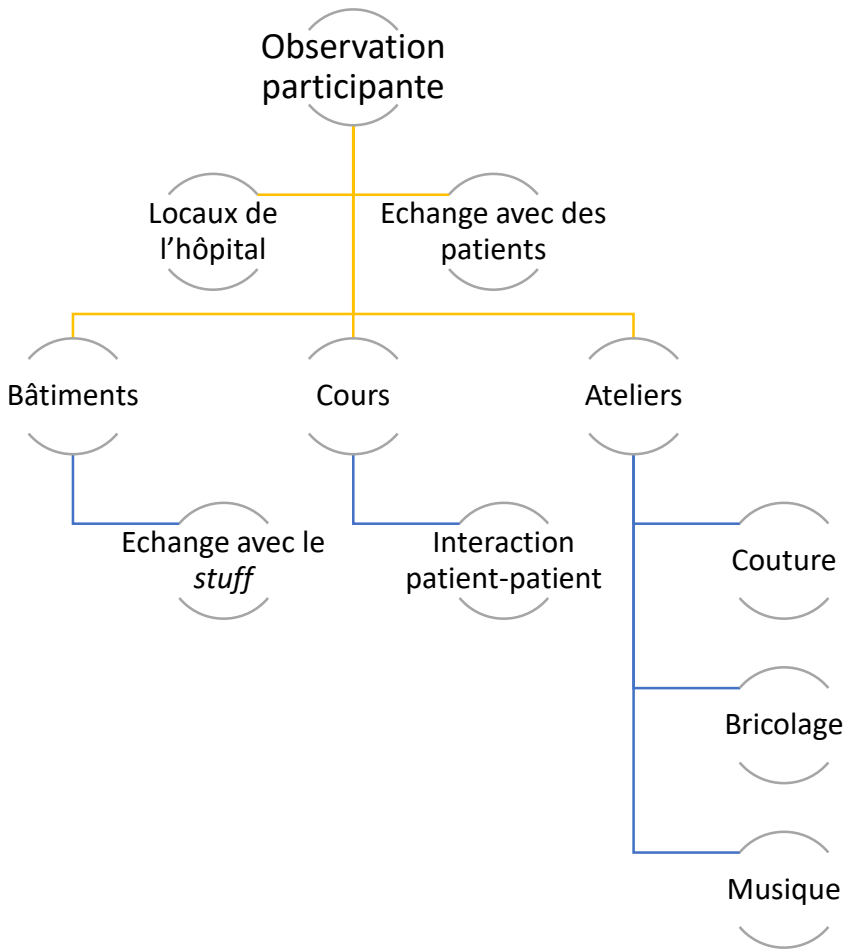 Observation
participante
Locaux de
l’hôpital
Echange avec des
patients
Bâtiments
Cours
Ateliers
Echange avec le
stuff
Interaction
patient-patient
Couture
Bricolage
Musique